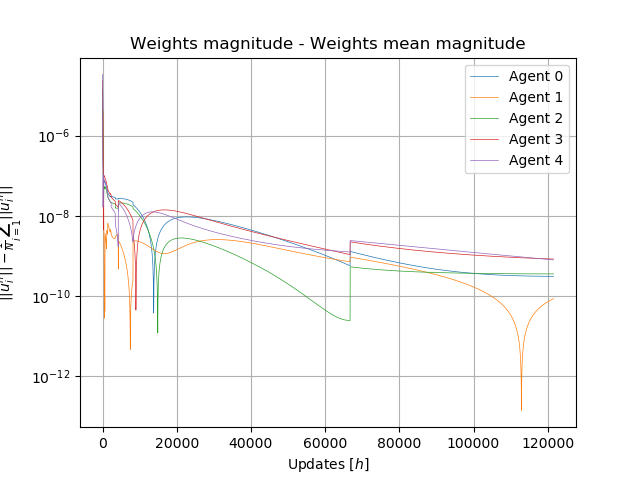 Weights magnitude - Weights mean magnitude
Agent 0
Agent 1
Agent 2
Agent 3
Agent 4
10⁻⁶
10⁻⁸
10⁻¹⁰
10⁻¹²
0 20000 40000 60000 80000 100000 120000
Updates [h]